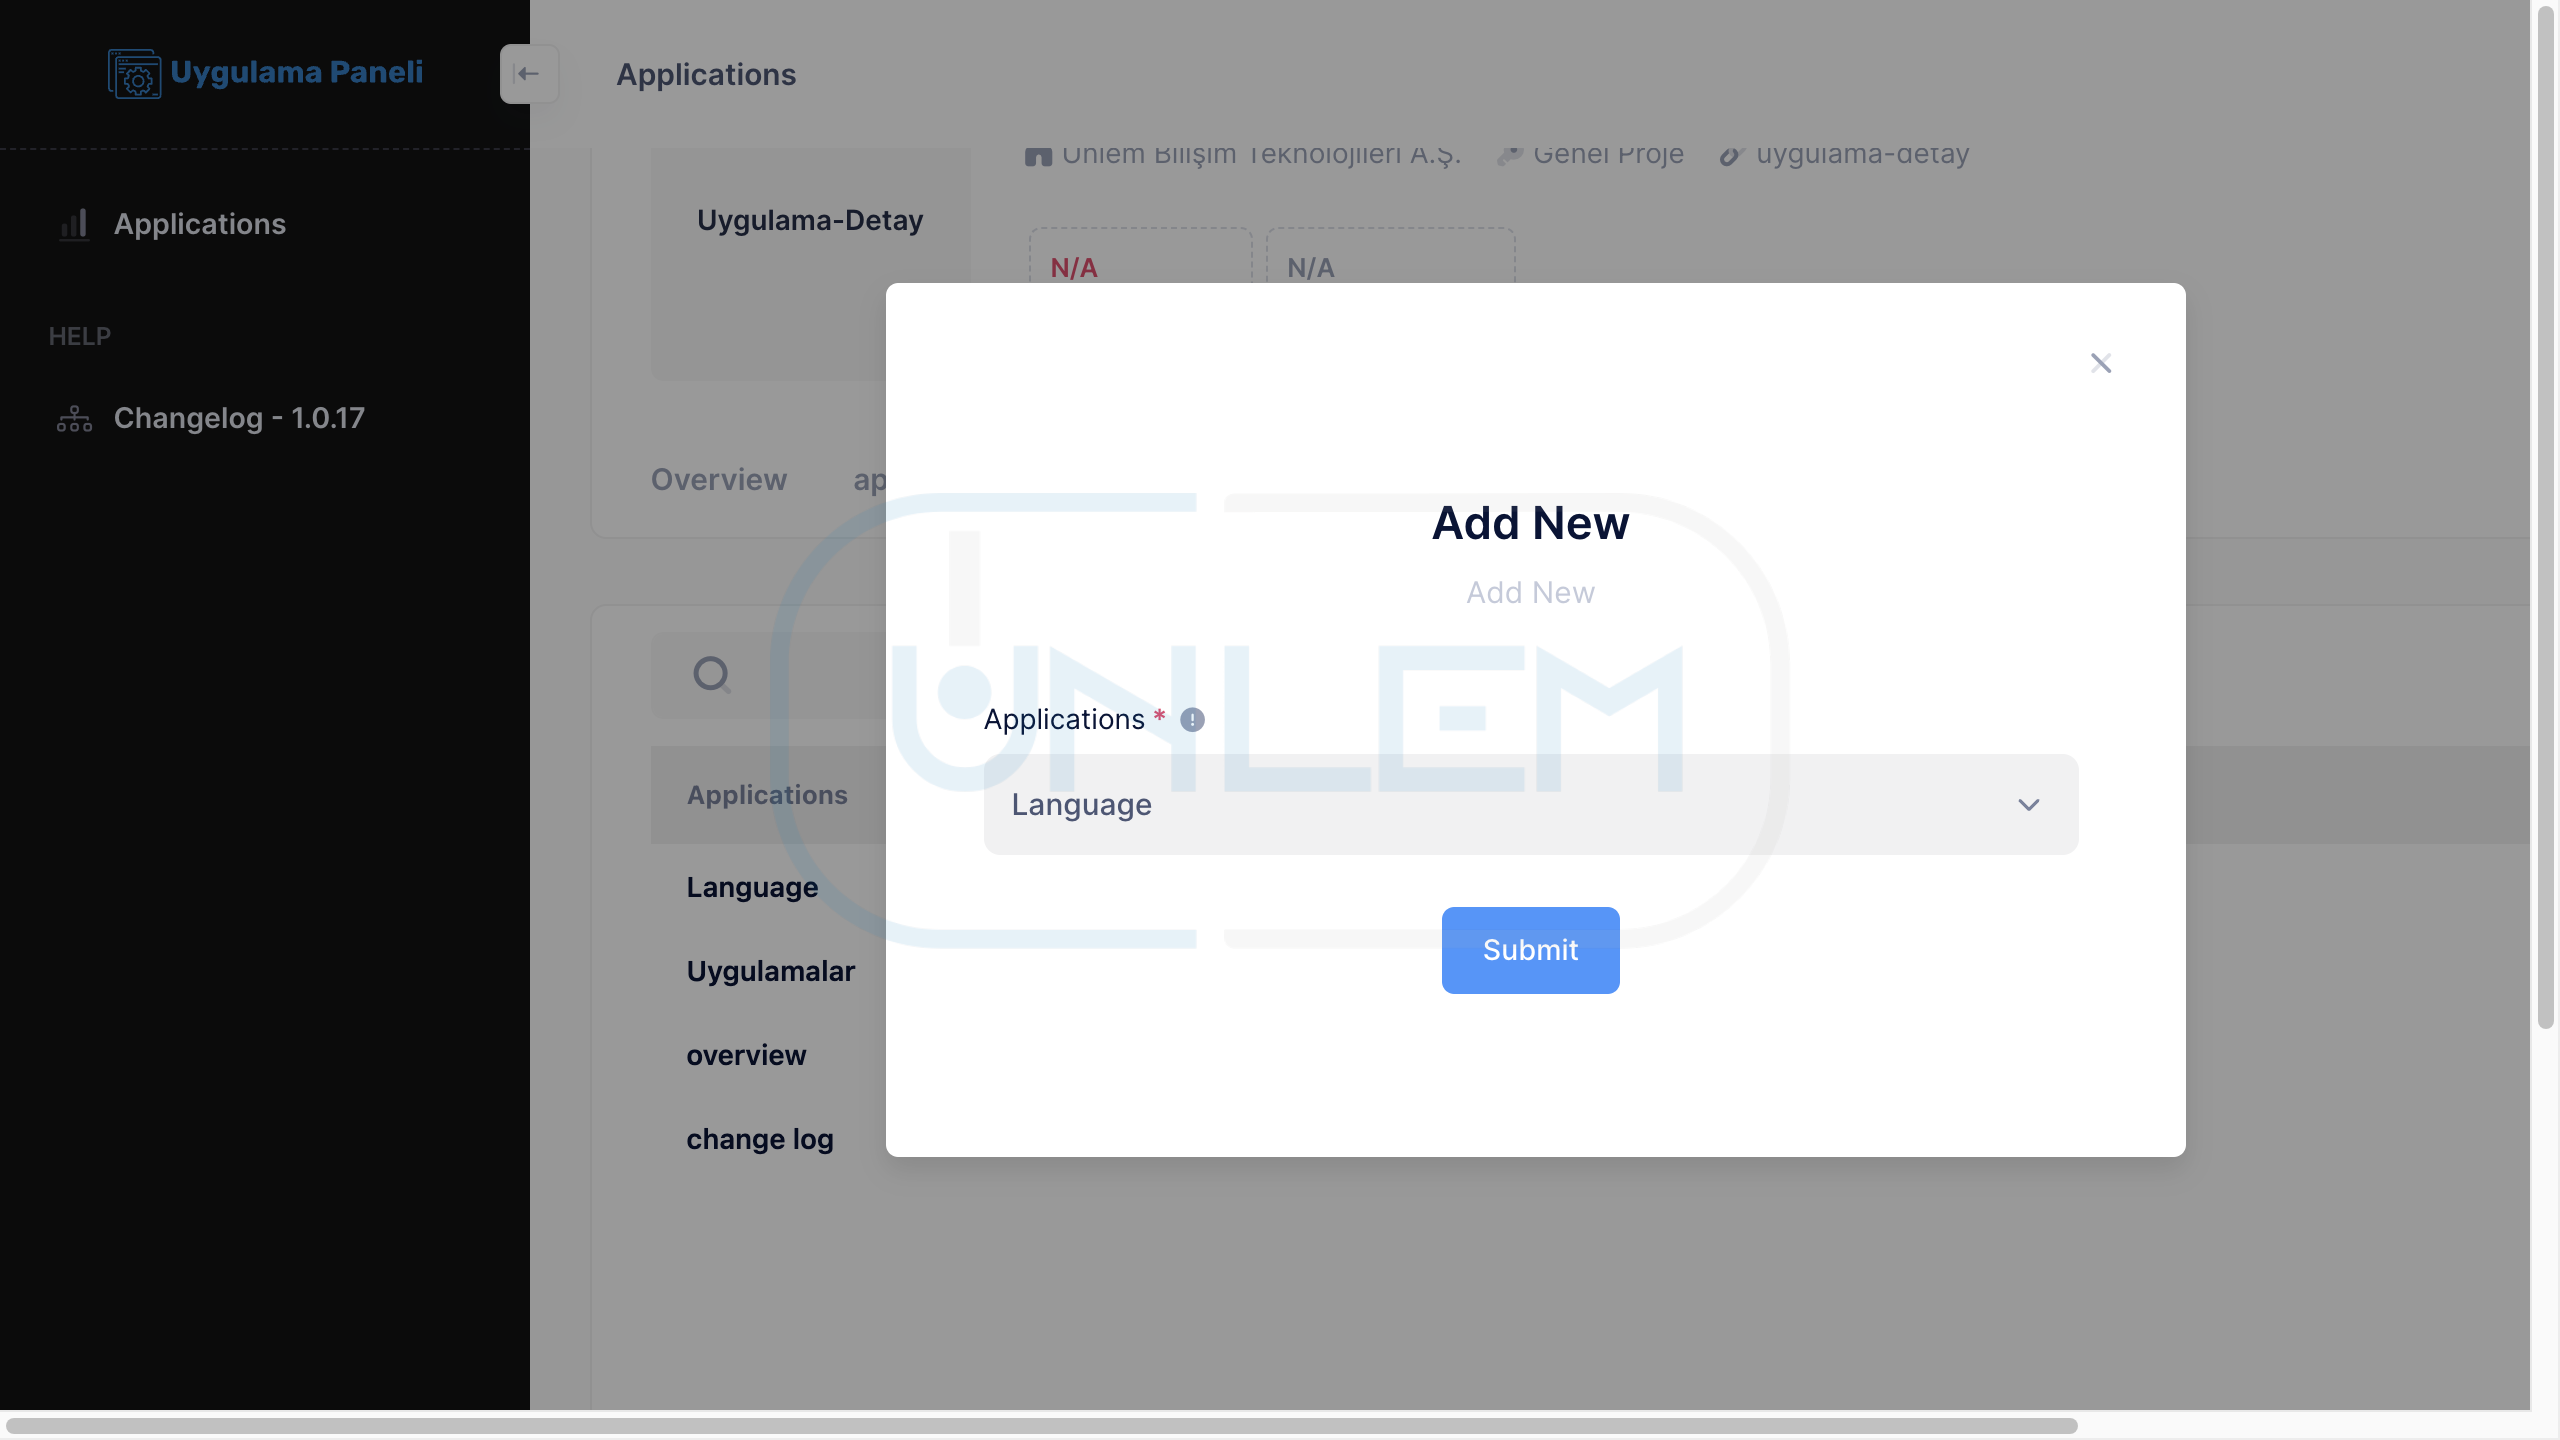 Uygulama Paneli
Applications
Ünlem Bilişim Teknolojileri A.Ş. Genel Proje uygulama-detay
Applications
Uygulama-Detay
N/A N/A
HELP
Changelog - 1.0.17
Overview ap
Add New
Add New
UNLEM
Applications *
Applications
Language
Language
Uygulamalar
Submit
overview
change log